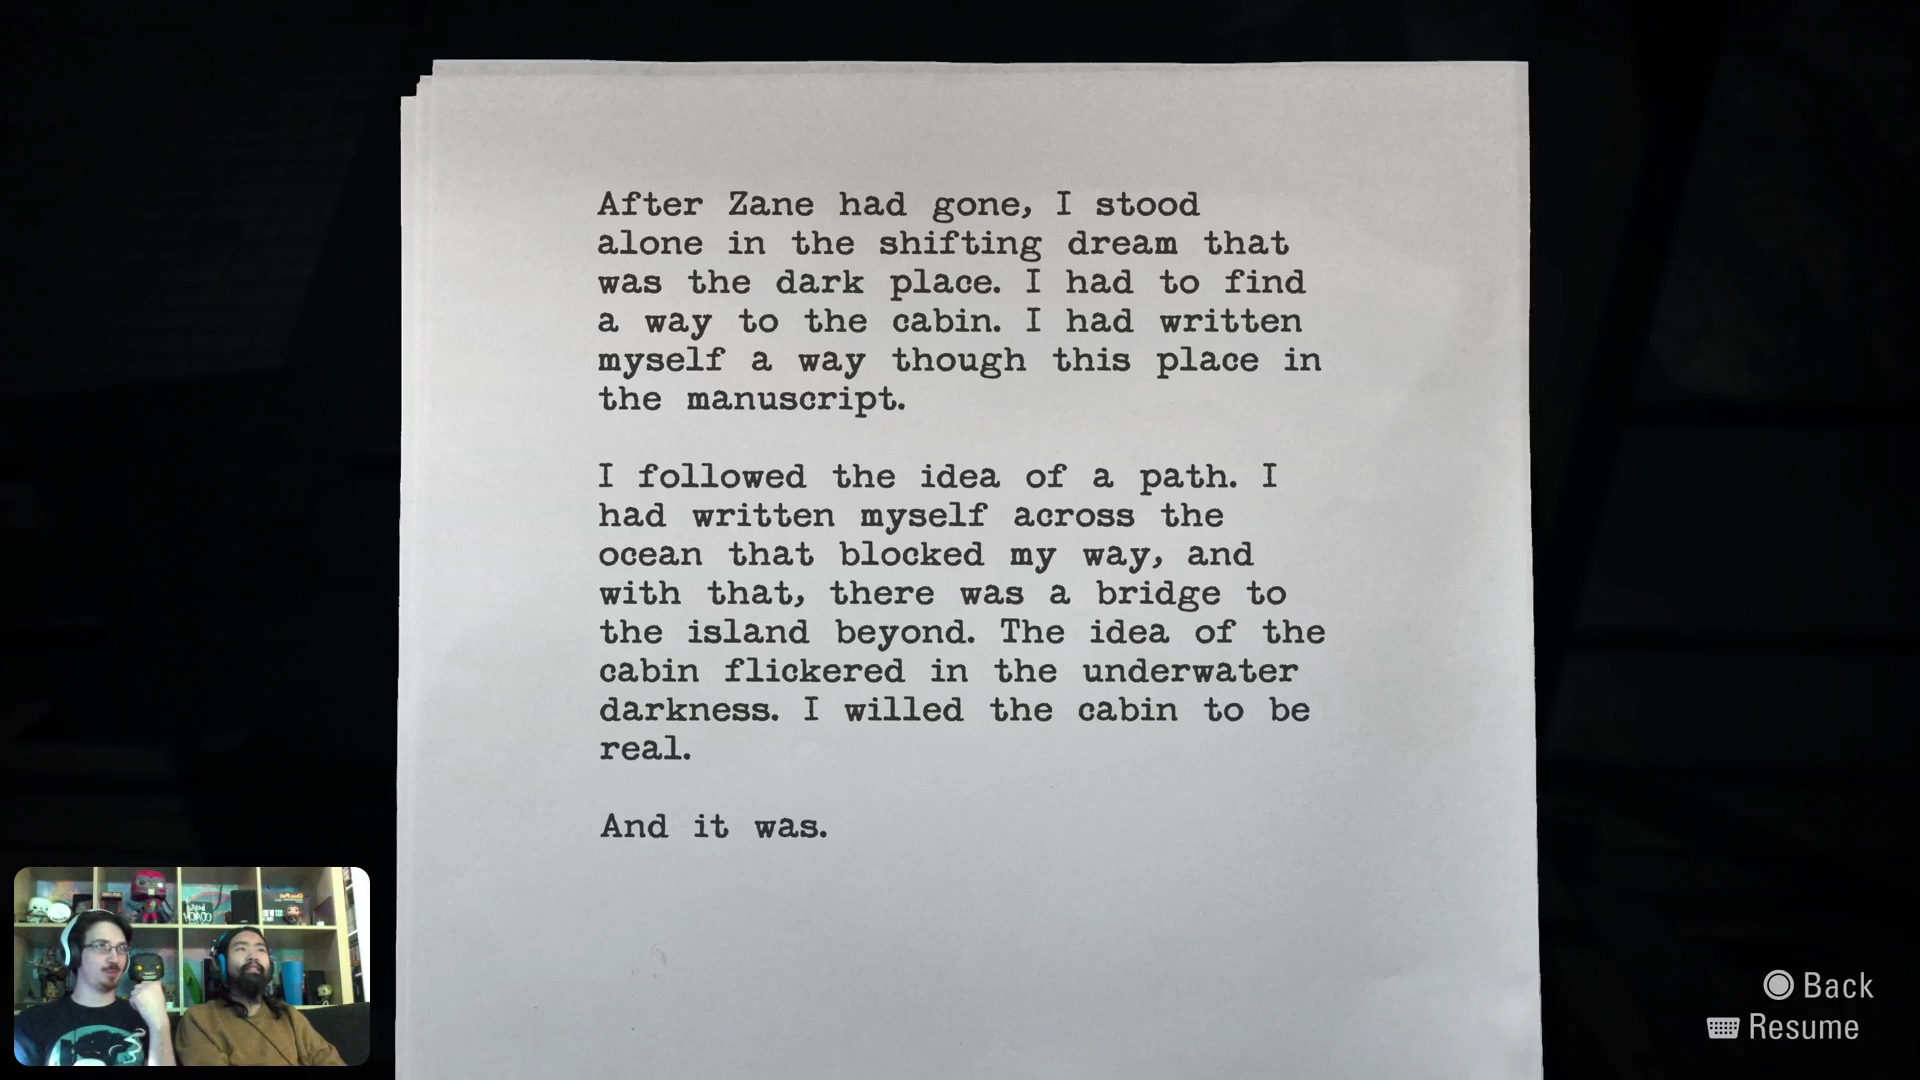 After Zane had gone, I stood
alone in the shifting dream that
was the dark place. I had to find
a way to the cabin. I had written
myself a way though this place in
the manuscript.
I followed the idea of a path. I
had written myself across the
ocean that blocked my way, and
with that, there was a bridge to
the island beyond. The idea of the
cabin flickered in the underwater
darkness. I willed the cabin to be
real.
And it was.
Back
Resume